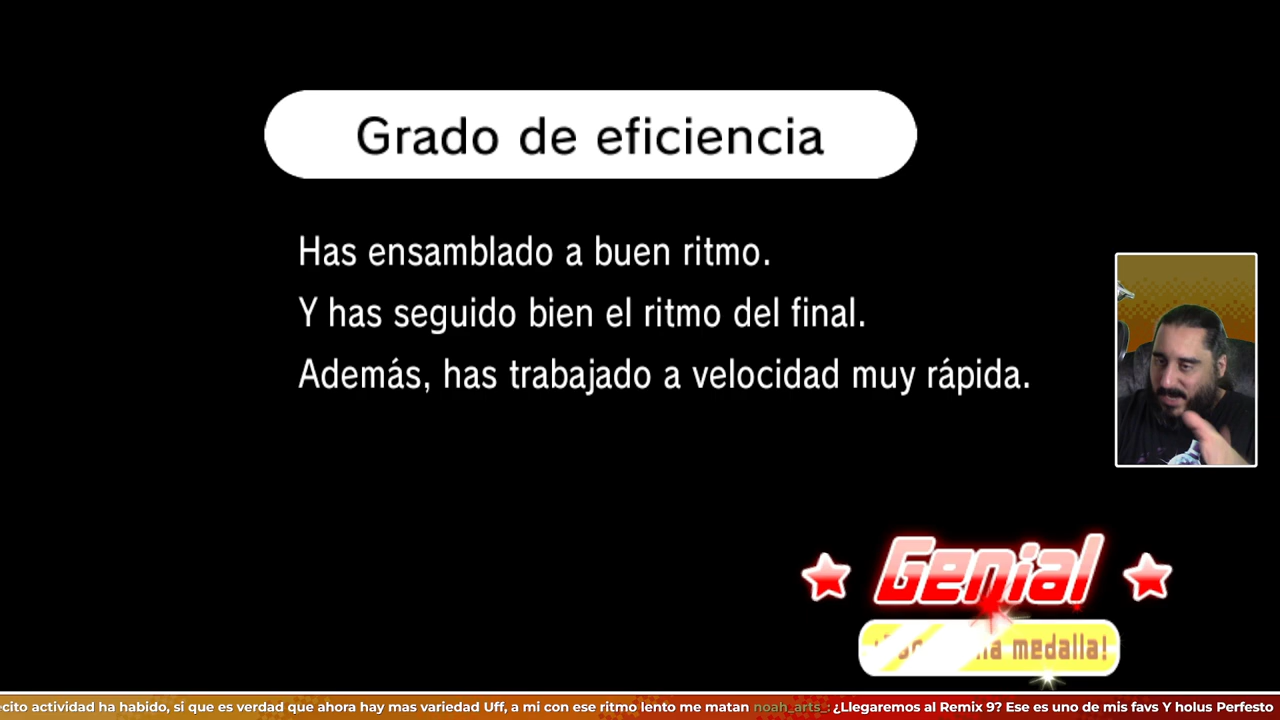 Grado de eficiencia
Has ensamblado a buen ritmo.
Y has seguido bien el ritmo del final.
Además, has trabajado a velocidad muy rápida.
Genial
medalla!
actividad ha habido, si que es verdad que ahora hay mas variedad Uff, a mi con ese ritmo lento me matan noah_arts_: ¿Llegaremos al Remix 9? Ese es uno de mis favs Y holus Perfesto